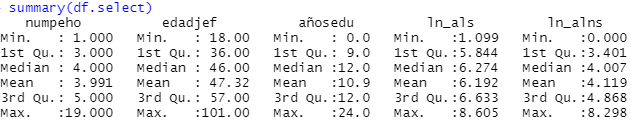 > summary(df.select)
numpeho edadjef añosedu ln_als ln_alns
Min. : 1.000 Min. : 18.00 Min. : 0.0 Min. :1.099 Min. :0.000
1st Qu.: 3.000 1st Qu.: 36.00 1st Qu.: 9.0 1st Qu.:5.844 1st Qu.:3.401
Median : 4.000 Median : 46.00 Median :12.0 Median :6.274 Median :4.007
Mean : 3.991 Mean : 47.32 Mean :10.9 Mean :6.192 Mean :4.119
3rd Qu.: 5.000 3rd Qu.: 57.00 3rd Qu.:12.0 3rd Qu.:6.633 3rd Qu.:4.868
Max. :19.000 Max. :101.00 Max. :24.0 Max. :8.605 Max. :8.298